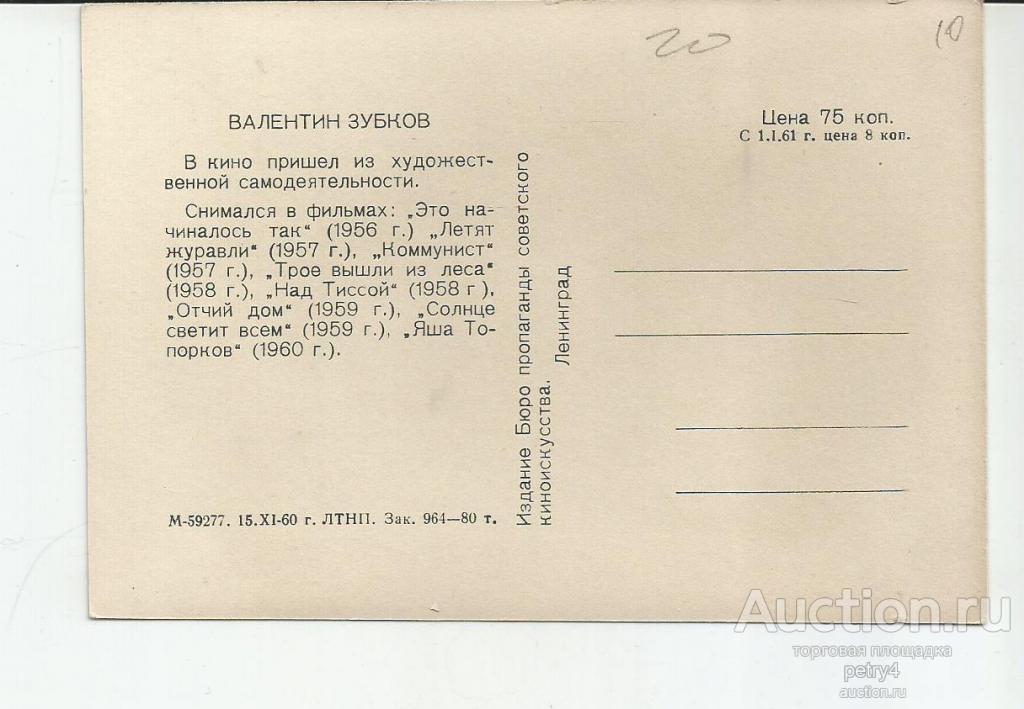 20
10
ВАЛЕНТИН ЗУБКОВ
В кино пришел из художест-
венной самодеятельности.
Снимался в фильмах: „Это на-
чиналось так“ (1956 г.) „Летят
журавли“ (1957 г.), „Коммунист“
(1957 г.), „Трое вышли из леса“
(1958 г.), „Над Тиссой“ (1958 г ),
„Отчий дом“ (1959 г.), „Солнце
светит всем“ (1959 г.), „Яша То-
порков“ (1960 г.).
М-59277. 15.XI-60 г. ЛТНП. Зак. 964—80 т.
Издание Бюро пропаганды советского
киноискусства. Ленинград
Цена 75 коп.
С 1.I.61 г. цена 8 коп.
Auction.ru
торговая площадка
petry4
auction.ru